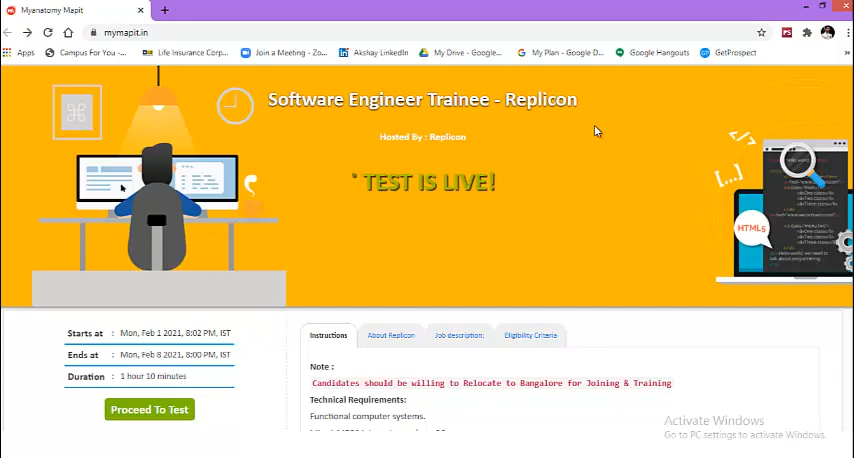 Myanatomy Mapit
mymapit.in
Apps
Campus For You -...
Life Insurance Corp...
Join a Meeting - Zo...
Akshay LinkedIn
My Drive - Google...
My Plan - Google D...
Google Hangouts
GetProspect
Software Engineer Trainee - Replicon
Hosted By : Replicon
TEST IS LIVE!
HTML5
Starts at : Mon, Feb 1 2021, 8:02 PM, IST
Ends at : Mon, Feb 8 2021, 8:00 PM, IST
Duration : 1 hour 10 minutes
Proceed To Test
Instructions
About Replicon
Job description:
Eligibility Criteria
Note :
Candidates should be willing to Relocate to Bangalore for Joining & Training
Technical Requirements:
Functional computer systems.
Activate Windows
Go to PC settings to activate Windows.